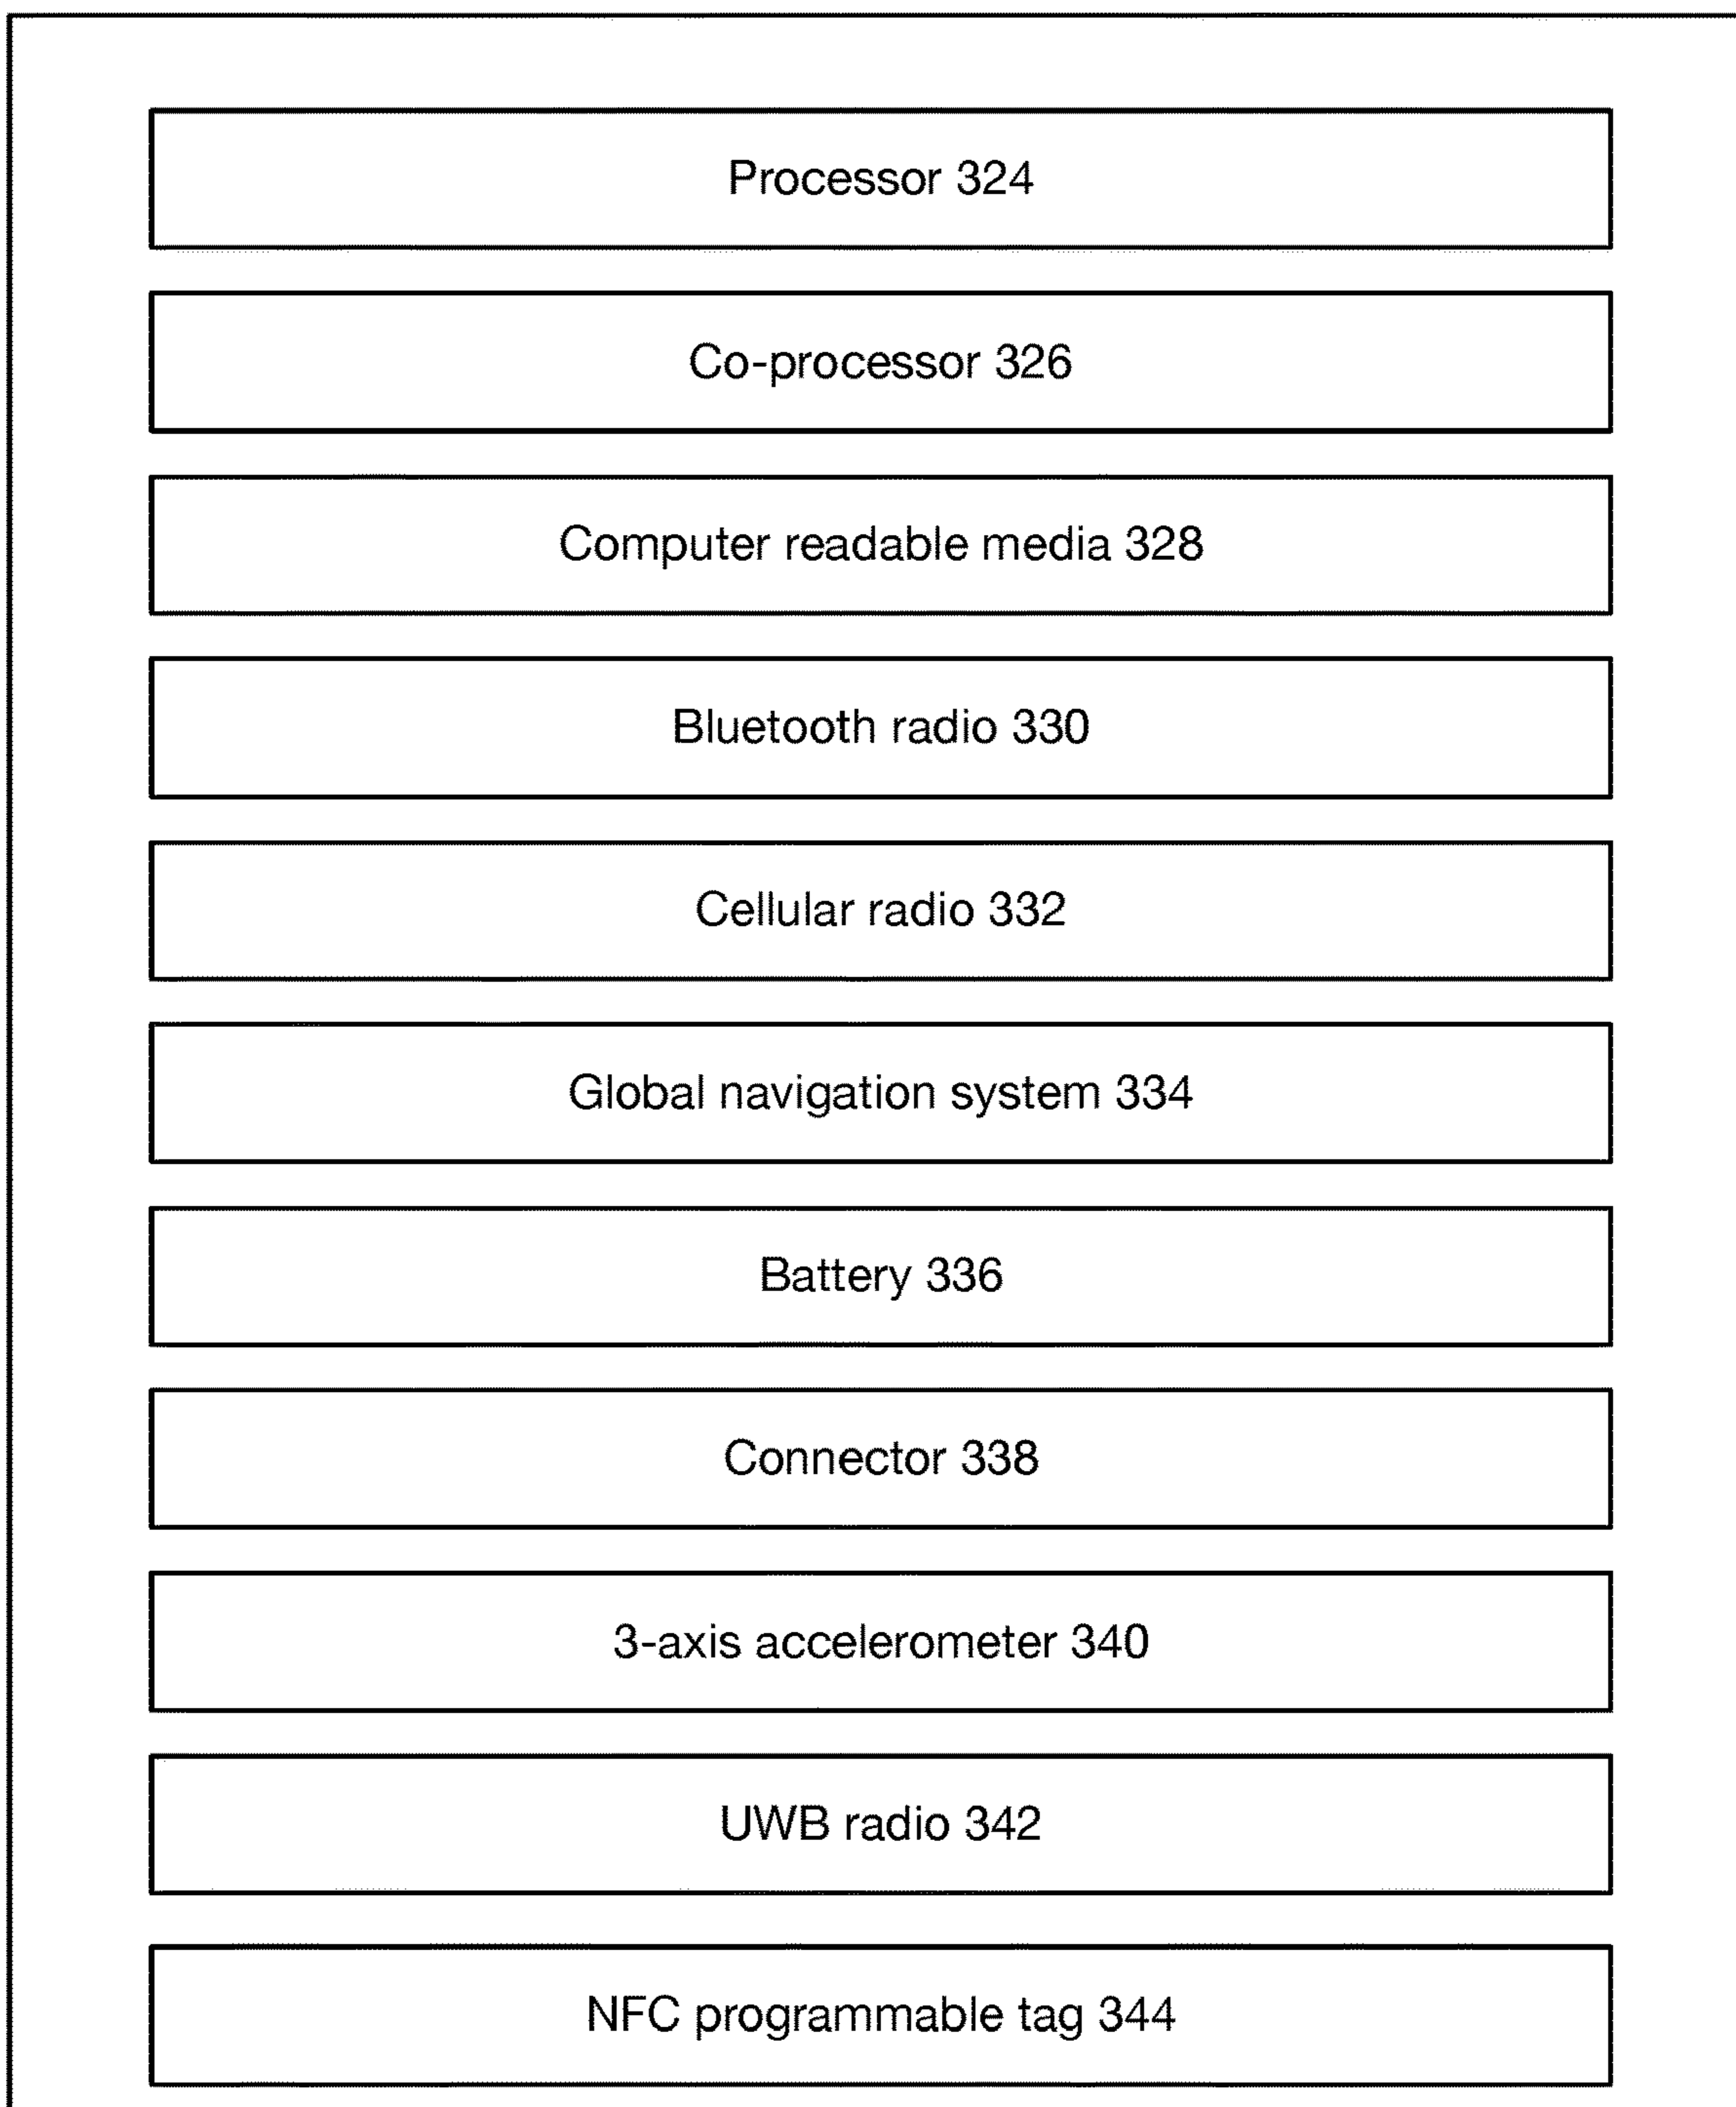 Processor 324
Co-processor 326
Computer readable media 328
Bluetooth radio 330
Cellular radio 332
Global navigation system 334
Battery 336
Connector 338
3-axis accelerometer 340
UWB radio 342
NFC programmable tag 344